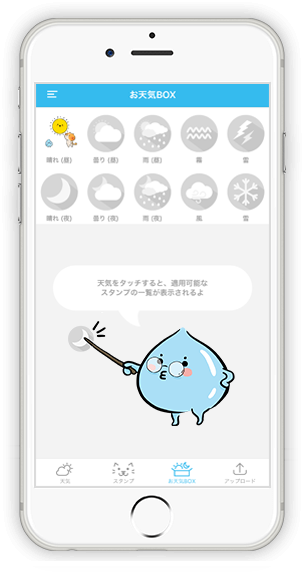 お天気BOX
晴れ (昼)
曇り (昼)
雨 (昼)
霧
雷
晴れ (夜)
曇り (夜)
雨 (夜)
風
雪
天気をタッチすると、適用可能な
スタンプの一覧が表示されるよ
天気
スタンプ
お天気BOX
アップロード